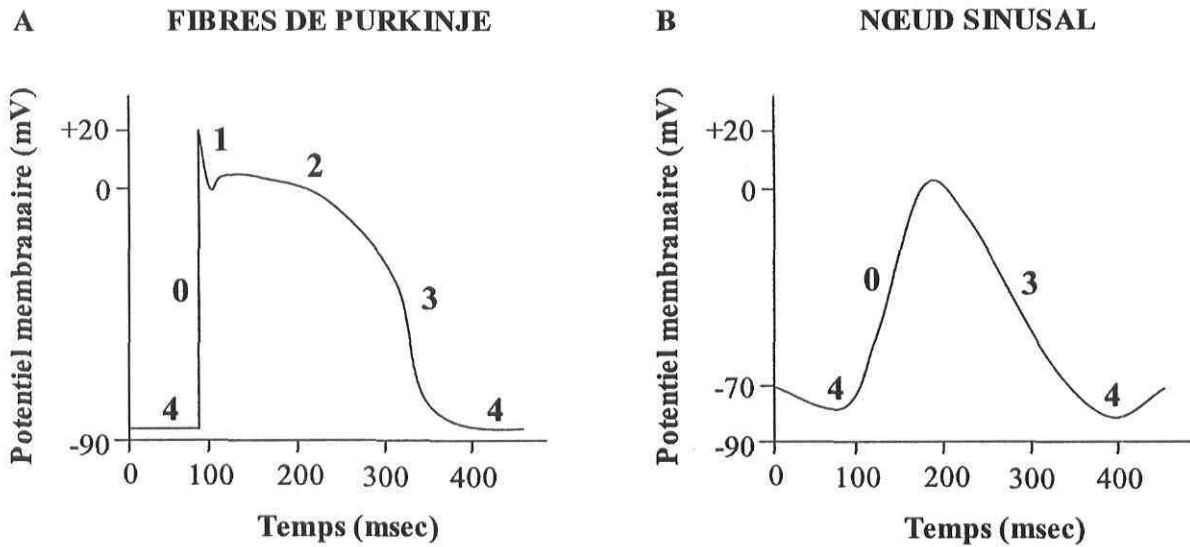 A FIBRES DE PURKINJE
Potentiel membranaire (mV)
+20
0
-90
1
2
0
3
4
4
0 100 200 300 400
Temps (msec)
B NŒUD SINUSAL
Potentiel membranaire (mV)
+20
0
-70
-90
0
3
4
4
0 100 200 300 400
Temps (msec)